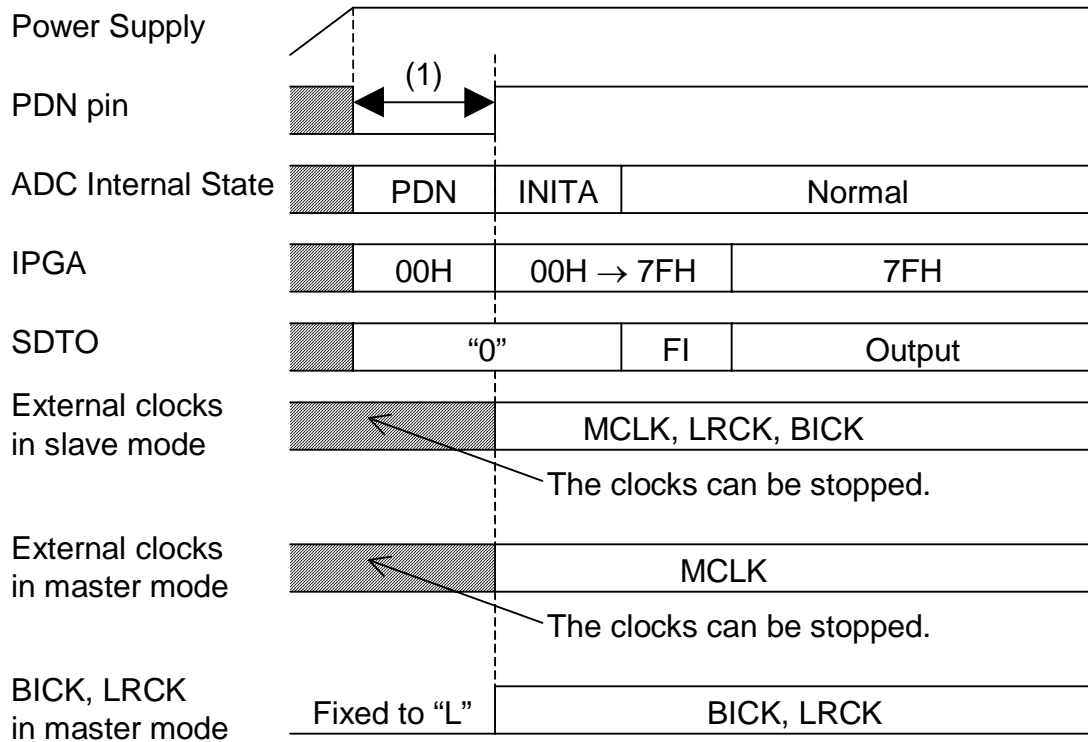 Power Supply
(1)
PDN pin
ADC Internal State PDN INITA Normal
IPGA 00H 00H → 7FH 7FH
SDTO “0” FI Output
External clocks
in slave mode
MCLK, LRCK, BICK
The clocks can be stopped.
External clocks
in master mode
MCLK
The clocks can be stopped.
BICK, LRCK
in master mode
Fixed to “L” BICK, LRCK